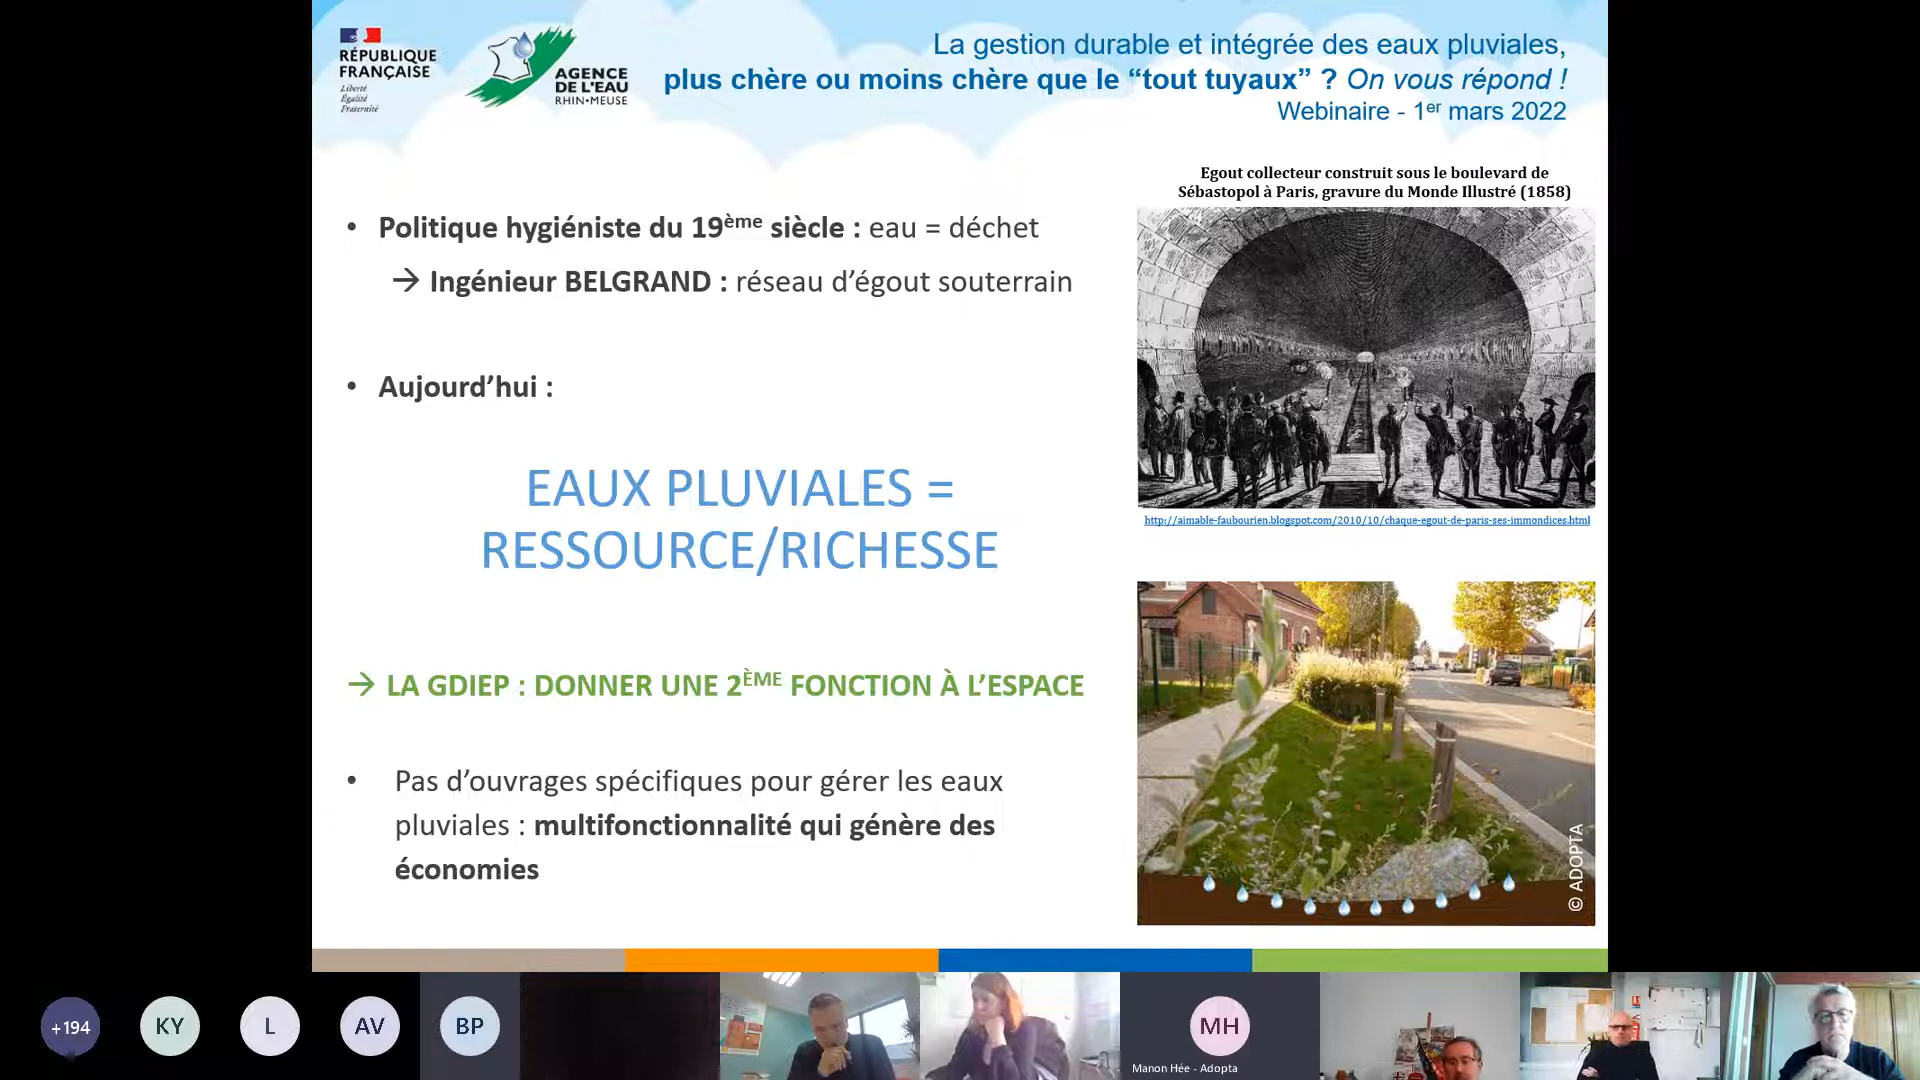 RÉPUBLIQUE
FRANÇAISE
Liberté
Égalité
Fraternité
AGENCE
DE L'EAU
RHIN•MEUSE
La gestion durable et intégrée des eaux pluviales,
plus chère ou moins chère que le “tout tuyaux” ? On vous répond !
Webinaire - 1er mars 2022
Egout collecteur construit sous le boulevard de
Sébastopol à Paris, gravure du Monde Illustré (1858)
• Politique hygiéniste du 19ème siècle : eau = déchet
→ Ingénieur BELGRAND : réseau d’égout souterrain
• Aujourd’hui :
EAUX PLUVIALES =
RESSOURCE/RICHESSE
http://aimable-faubourien.blogspot.com/2010/10/chaque-egout-de-paris-ses-immondices.html
→ LA GDIEP : DONNER UNE 2ÈME FONCTION À L’ESPACE
• Pas d’ouvrages spécifiques pour gérer les eaux
pluviales : multifonctionnalité qui génère des
économies
© ADOPTA
+194
KY
L
AV
BP
MH
Manon Hée - Adopta